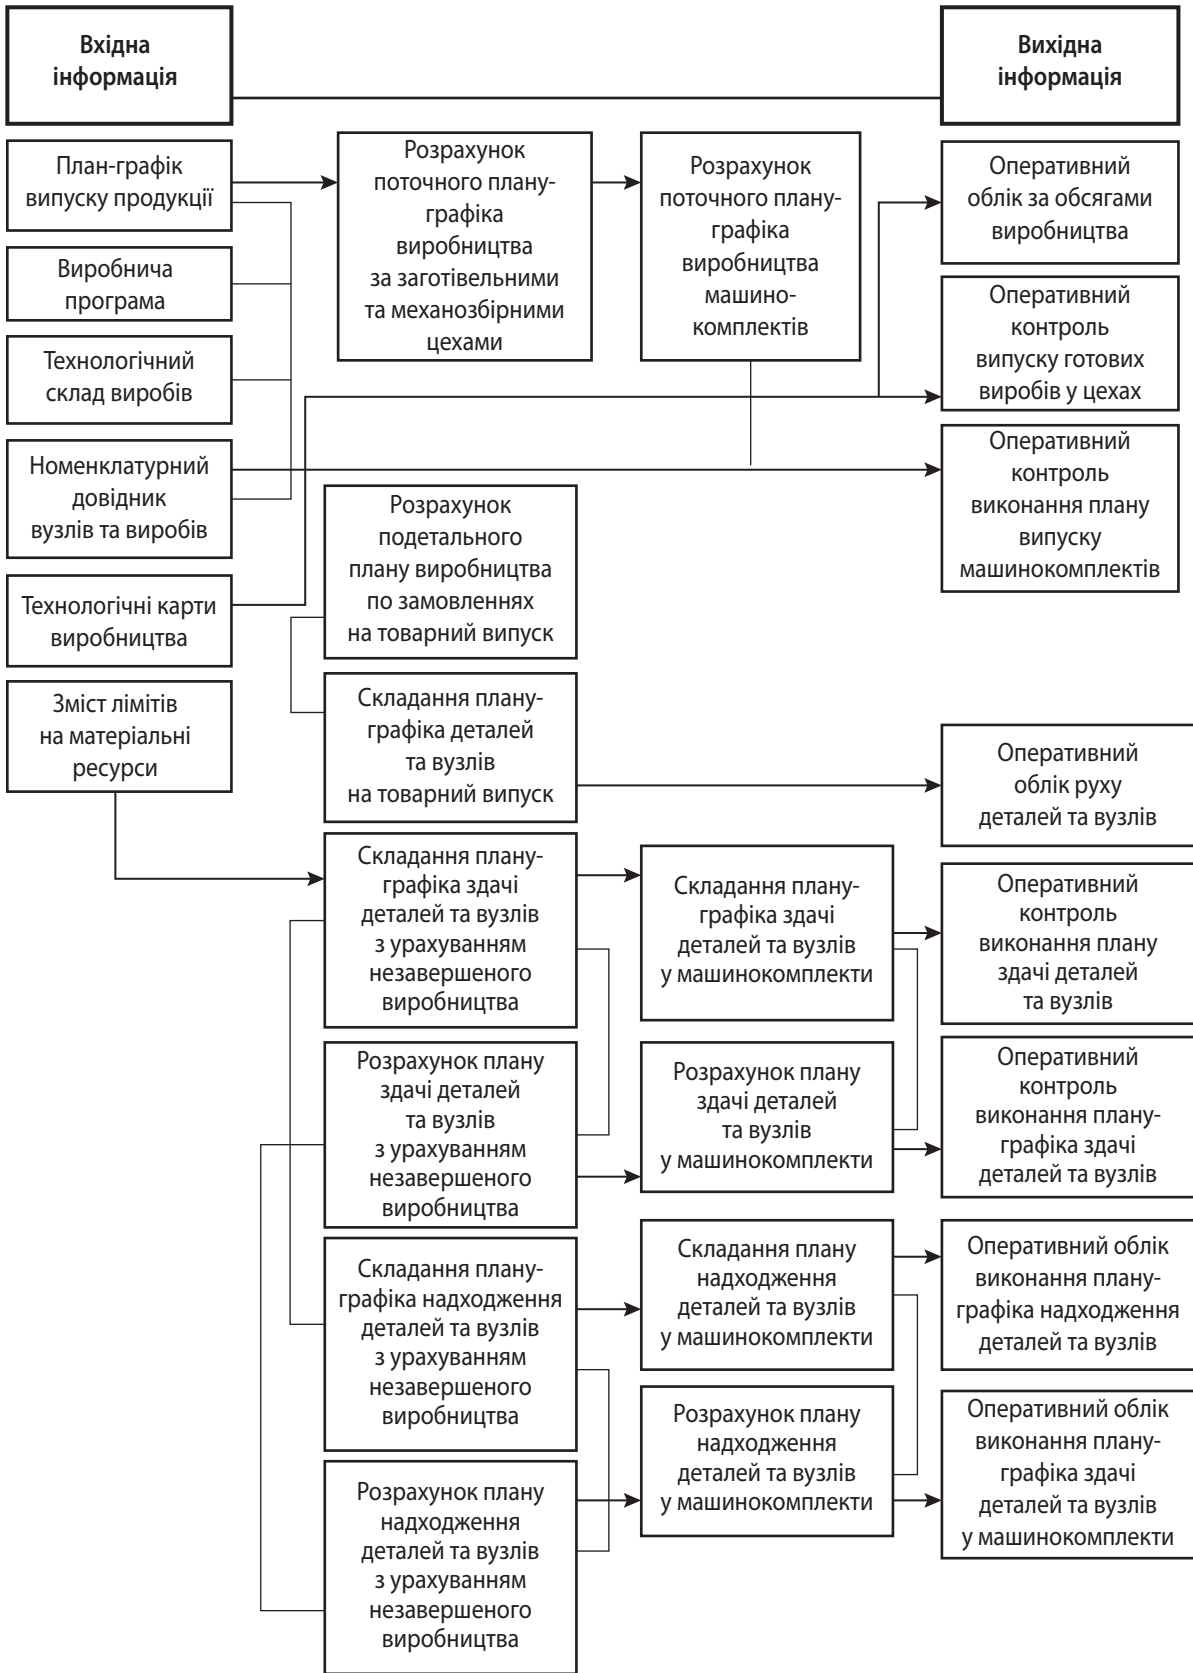 Вхідна
інформація
Вихідна
інформація
План-графік
випуску продукції
Виробнича
програма
Технологічний
склад виробів
Номенклатурний
довідник
вузлів та виробів
Технологічні карти
виробництва
Зміст лімітів
на матеріальні
ресурси
Розрахунок
поточного плану-
графіка
виробництва
за заготівельними
та механозбірними
цехами
Розрахунок
поточного плану-
графіка
виробництва
машино-
комплектів
Розрахунок
подетального
плану виробництва
по замовленнях
на товарний випуск
Складання плану-
графіка деталей
та вузлів
на товарний випуск
Складання плану-
графіка здачі
деталей та вузлів
з урахуванням
незавершеного
виробництва
Розрахунок плану
здачі деталей
та вузлів
з урахуванням
незавершеного
виробництва
Складання плану-
графіка надходження
деталей та вузлів
з урахуванням
незавершеного
виробництва
Розрахунок плану
надходження
деталей та вузлів
з урахуванням
незавершеного
виробництва
Складання плану-
графіка здачі
деталей та вузлів
у машинокомплекти
Розрахунок плану
здачі деталей
та вузлів
у машинокомплекти
Складання плану
надходження
деталей та вузлів
у машинокомплекти
Розрахунок плану
надходження
деталей та вузлів
у машинокомплекти
Оперативний
облік за обсягами
виробництва
Оперативний
контроль
випуску готових
виробів у цехах
Оперативний
контроль
виконання плану
випуску
машинокомплектів
Оперативний
облік руху
деталей та вузлів
Оперативний
контроль
виконання плану
здачі деталей
та вузлів
Оперативний
контроль
виконання плану-
графіка здачі
деталей та вузлів
Оперативний облік
виконання плану-
графіка надходження
деталей та вузлів
Оперативний облік
виконання плану-
графіка здачі
деталей та вузлів
у машинокомплекти